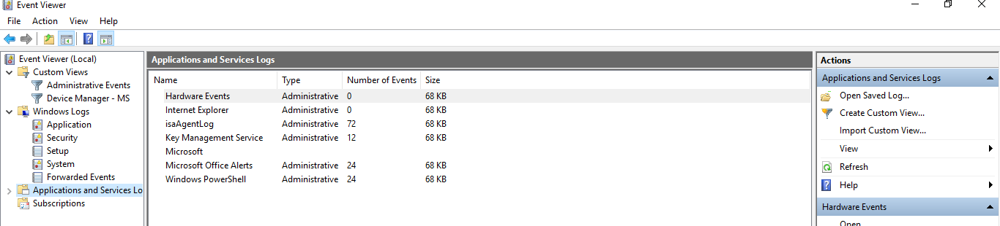 Event Viewer
File Action View Help
Event Viewer (Local)
Custom Views
Administrative Events
Device Manager - MS
Windows Logs
Application
Security
Setup
System
Forwarded Events
Applications and Services Lo
Subscriptions
Applications and Services Logs
Name Type Number of Events Size
Hardware Events Administrative 0 68 KB
Internet Explorer Administrative 0 68 KB
isaAgentLog Administrative 72 68 KB
Key Management Service Administrative 12 68 KB
Microsoft
Microsoft Office Alerts Administrative 24 68 KB
Windows PowerShell Administrative 24 68 KB
Actions
Applications and Services Logs
Open Saved Log...
Create Custom View...
Import Custom View...
View
Refresh
Help
Hardware Events
Open